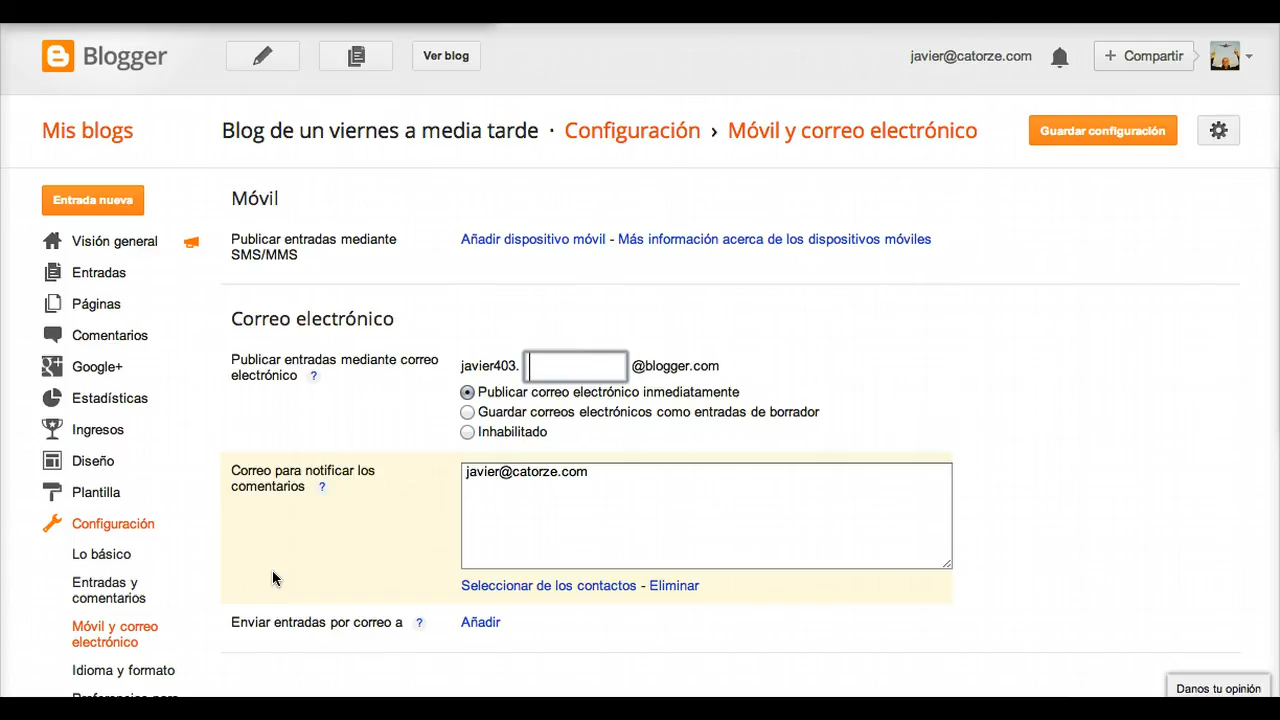 Blogger
Ver blog
javier@catorze.com
+ Compartir
Mis blogs
Blog de un viernes a media tarde · Configuración › Móvil y correo electrónico
Guardar configuración
Entrada nueva
Visión general
Entradas
Páginas
Comentarios
Google+
Estadísticas
Ingresos
Diseño
Plantilla
Configuración
Lo básico
Entradas y
comentarios
Móvil y correo
electrónico
Idioma y formato
Móvil
Publicar entradas mediante
SMS/MMS
Añadir dispositivo móvil - Más información acerca de los dispositivos móviles
Correo electrónico
Publicar entradas mediante correo
electrónico ?
javier403. @blogger.com
Publicar correo electrónico inmediatamente
Guardar correos electrónicos como entradas de borrador
Inhabilitado
Correo para notificar los
comentarios ?
javier@catorze.com
Seleccionar de los contactos - Eliminar
Enviar entradas por correo a ?
Añadir
Danos tu opinión